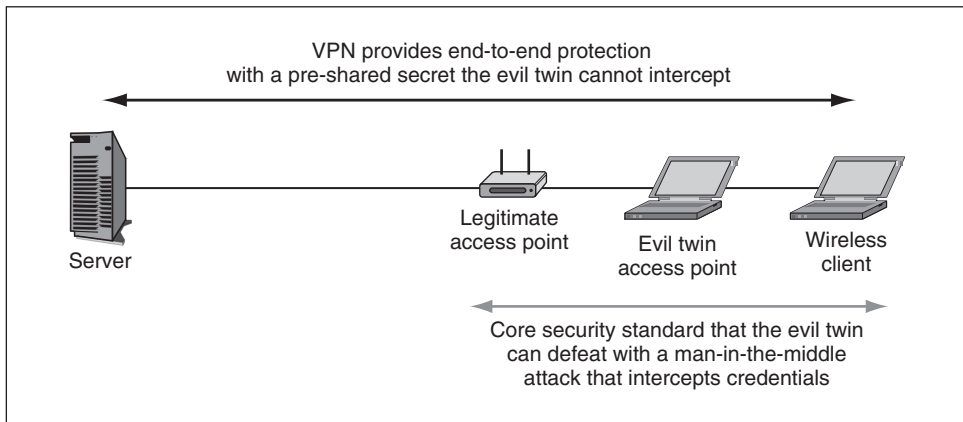 VPN provides end-to-end protection
with a pre-shared secret the evil twin cannot intercept
Server
Legitimate
access point
Evil twin
access point
Wireless
client
Core security standard that the evil twin
can defeat with a man-in-the-middle
attack that intercepts credentials